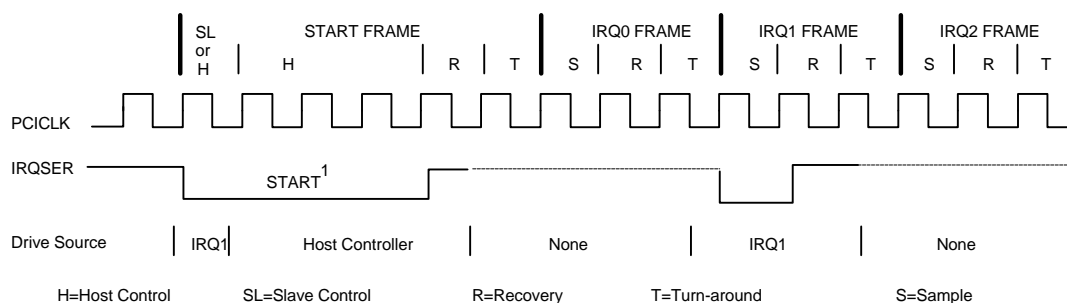 SL
or
H
START FRAME
IRQ0 FRAME
IRQ1 FRAME
IRQ2 FRAME
H
R
T
S
R
T
S
R
T
S
R
T
PCICLK
IRQSER
START1
Drive Source
IRQ1
Host Controller
None
IRQ1
None
H=Host Control
SL=Slave Control
R=Recovery
T=Turn-around
S=Sample